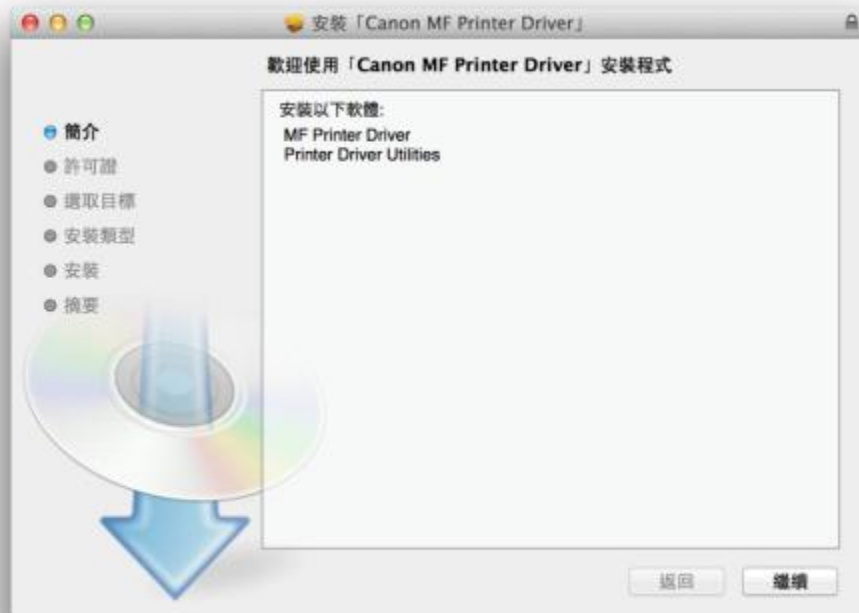 安裝「Canon MF Printer Driver」
歡迎使用「Canon MF Printer Driver」安裝程式
簡介
許可證
選取目標
安裝類型
安裝
摘要
安裝以下軟體:
MF Printer Driver
Printer Driver Utilities
返回
繼續